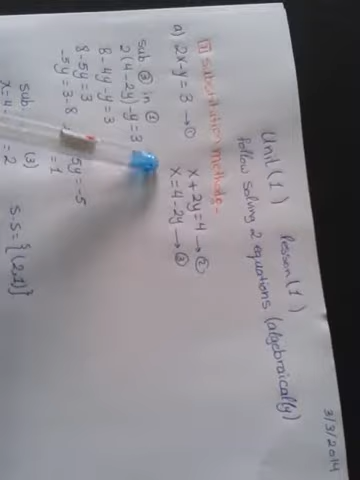 3/3/2014
Unit (1) lesson (1)
follow solving 2 equations (algebraically)
[1] Substitution methode-
a) 2x-y=3 → ① x+2y=4 → ②
x=4-2y → ③
sub ③ in ①
2(4-2y)-y=3
8-4y-y=3
8-5y=3
-5y=3-8 5y=-5
=1
sub. (3)
x=4- =2 S.S={(2,1)}